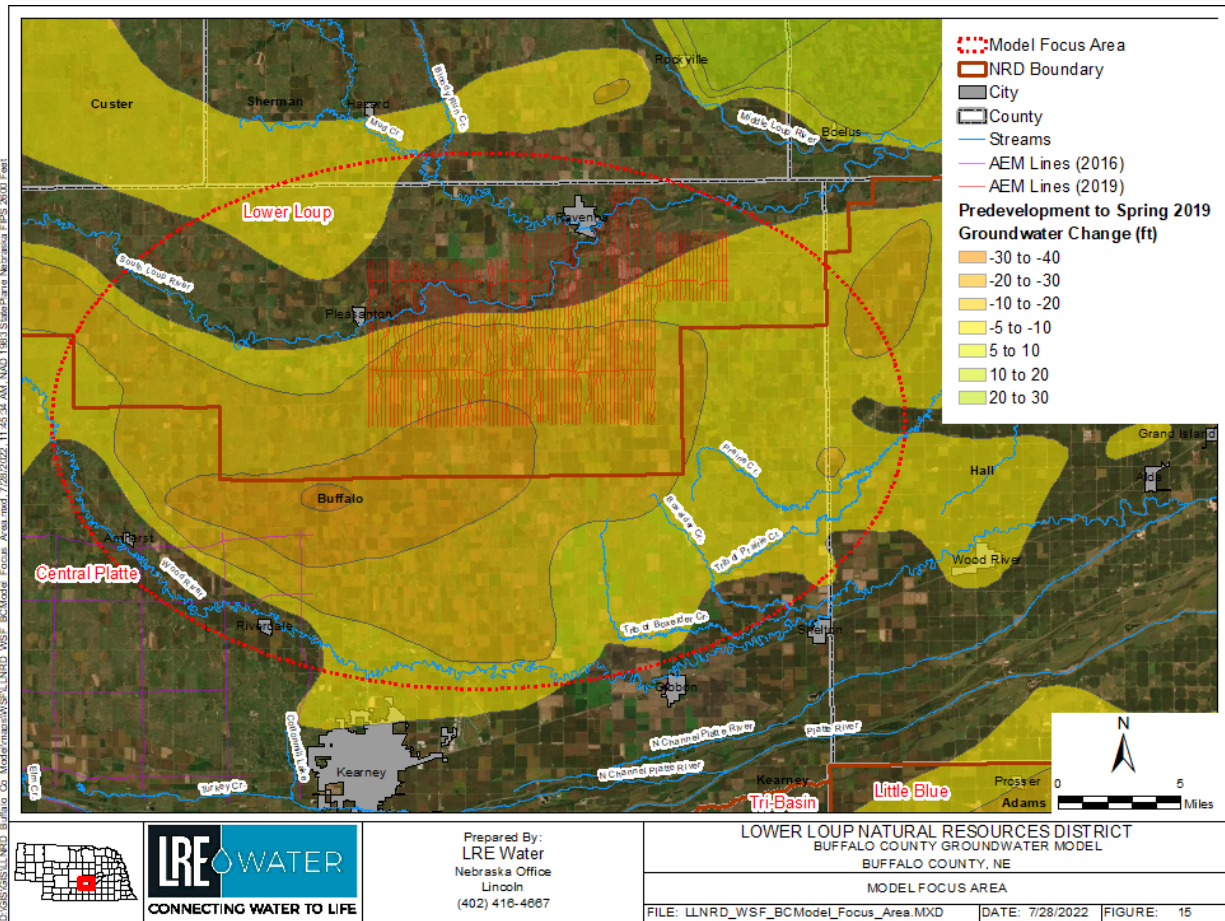 Custer
Sherman
Hazard
Mud Cr.
Rockville
Middle Loup River
Boelus
Lower Loup
Ravenna
South Loup River
Pleasanton
Prairie Cr.
Hall
Grand Island
Alda
Buffalo
Amherst
Central Platte
Wood River
Trib of Prairie Cr.
Wood River
Riverdale
Trib of Boxelder Cr.
Shelton
Gibbon
Cottonmill Lake
N Channel Platte River
Platte River
N Channel Platte River
Kearney
Turkey Cr.
Elm Cr.
Kearney
Tri-Basin
Little Blue
Prosser
Adams
Model Focus Area
NRD Boundary
City
County
Streams
AEM Lines (2016)
AEM Lines (2019)
Predevelopment to Spring 2019
Groundwater Change (ft)
-30 to -40
-20 to -30
-10 to -20
-5 to -10
5 to 10
10 to 20
20 to 30
N
0 5
Miles
LRE WATER
CONNECTING WATER TO LIFE
Prepared By:
LRE Water
Nebraska Office
Lincoln
(402) 416-4667
LOWER LOUP NATURAL RESOURCES DISTRICT
BUFFALO COUNTY GROUNDWATER MODEL
BUFFALO COUNTY, NE
MODEL FOCUS AREA
FILE: LLNRD_WSF_BCModel_Focus_Area.MXD DATE: 7/28/2022 FIGURE: 15